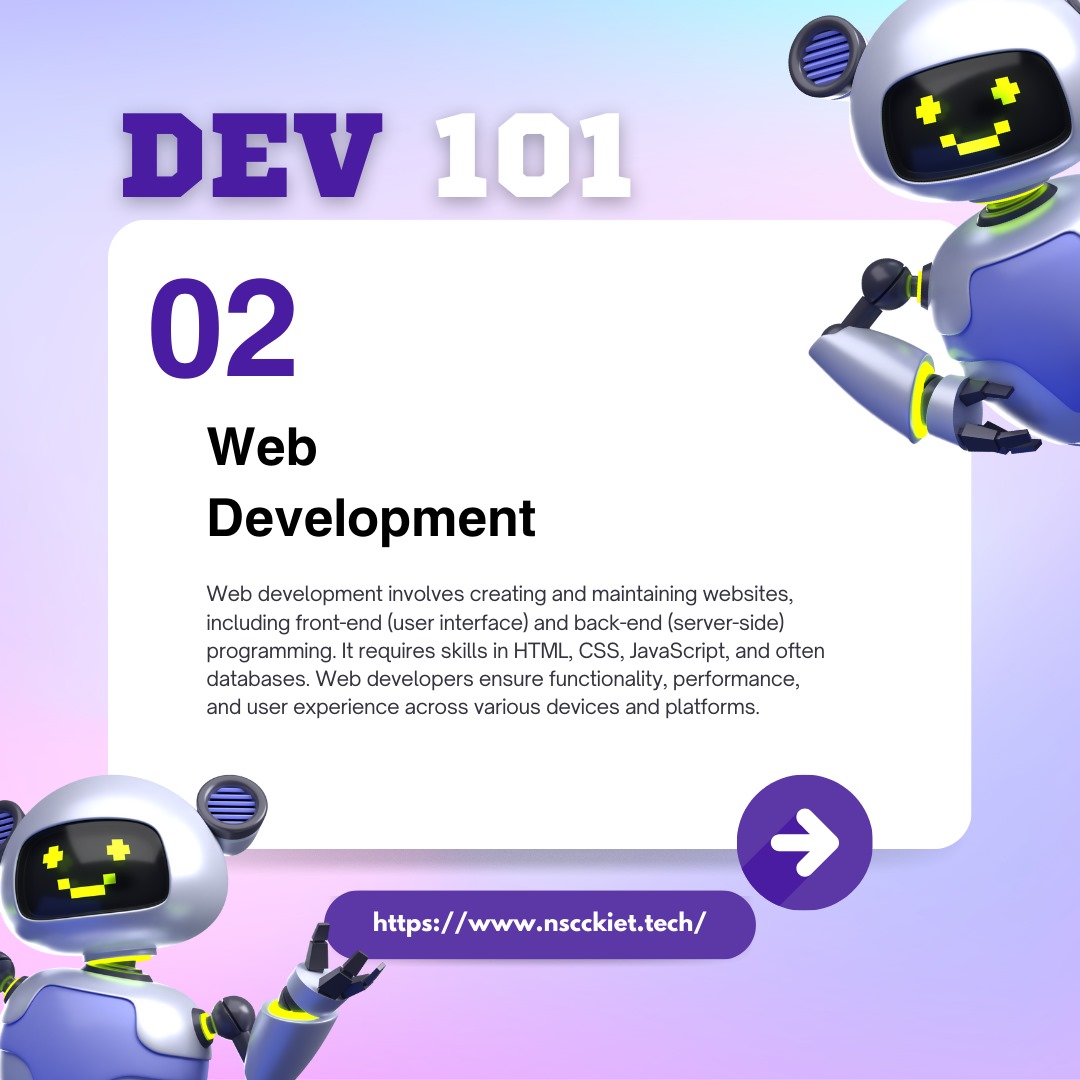 DEV 101
02
Web
Development
Web development involves creating and maintaining websites,
including front-end (user interface) and back-end (server-side)
programming. It requires skills in HTML, CSS, JavaScript, and often
databases. Web developers ensure functionality, performance,
and user experience across various devices and platforms.
https://www.nscckiet.tech/